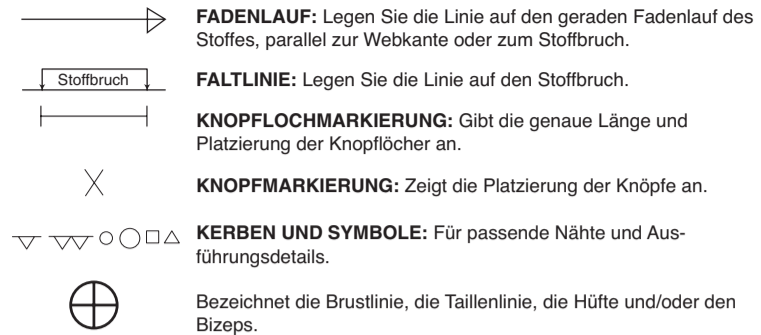 FADENLAUF: Legen Sie die Linie auf den geraden Fadenlauf des
Stoffes, parallel zur Webkante oder zum Stoffbruch.
Stoffbruch
FALTLINIE: Legen Sie die Linie auf den Stoffbruch.
KNOPFLOCHMARKIERUNG: Gibt die genaue Länge und
Platzierung der Knopflöcher an.
KNOPFMARKIERUNG: Zeigt die Platzierung der Knöpfe an.
KERBEN UND SYMBOLE: Für passende Nähte und Aus-
führungsdetails.
Bezeichnet die Brustlinie, die Taillenlinie, die Hüfte und/oder den
Bizeps.